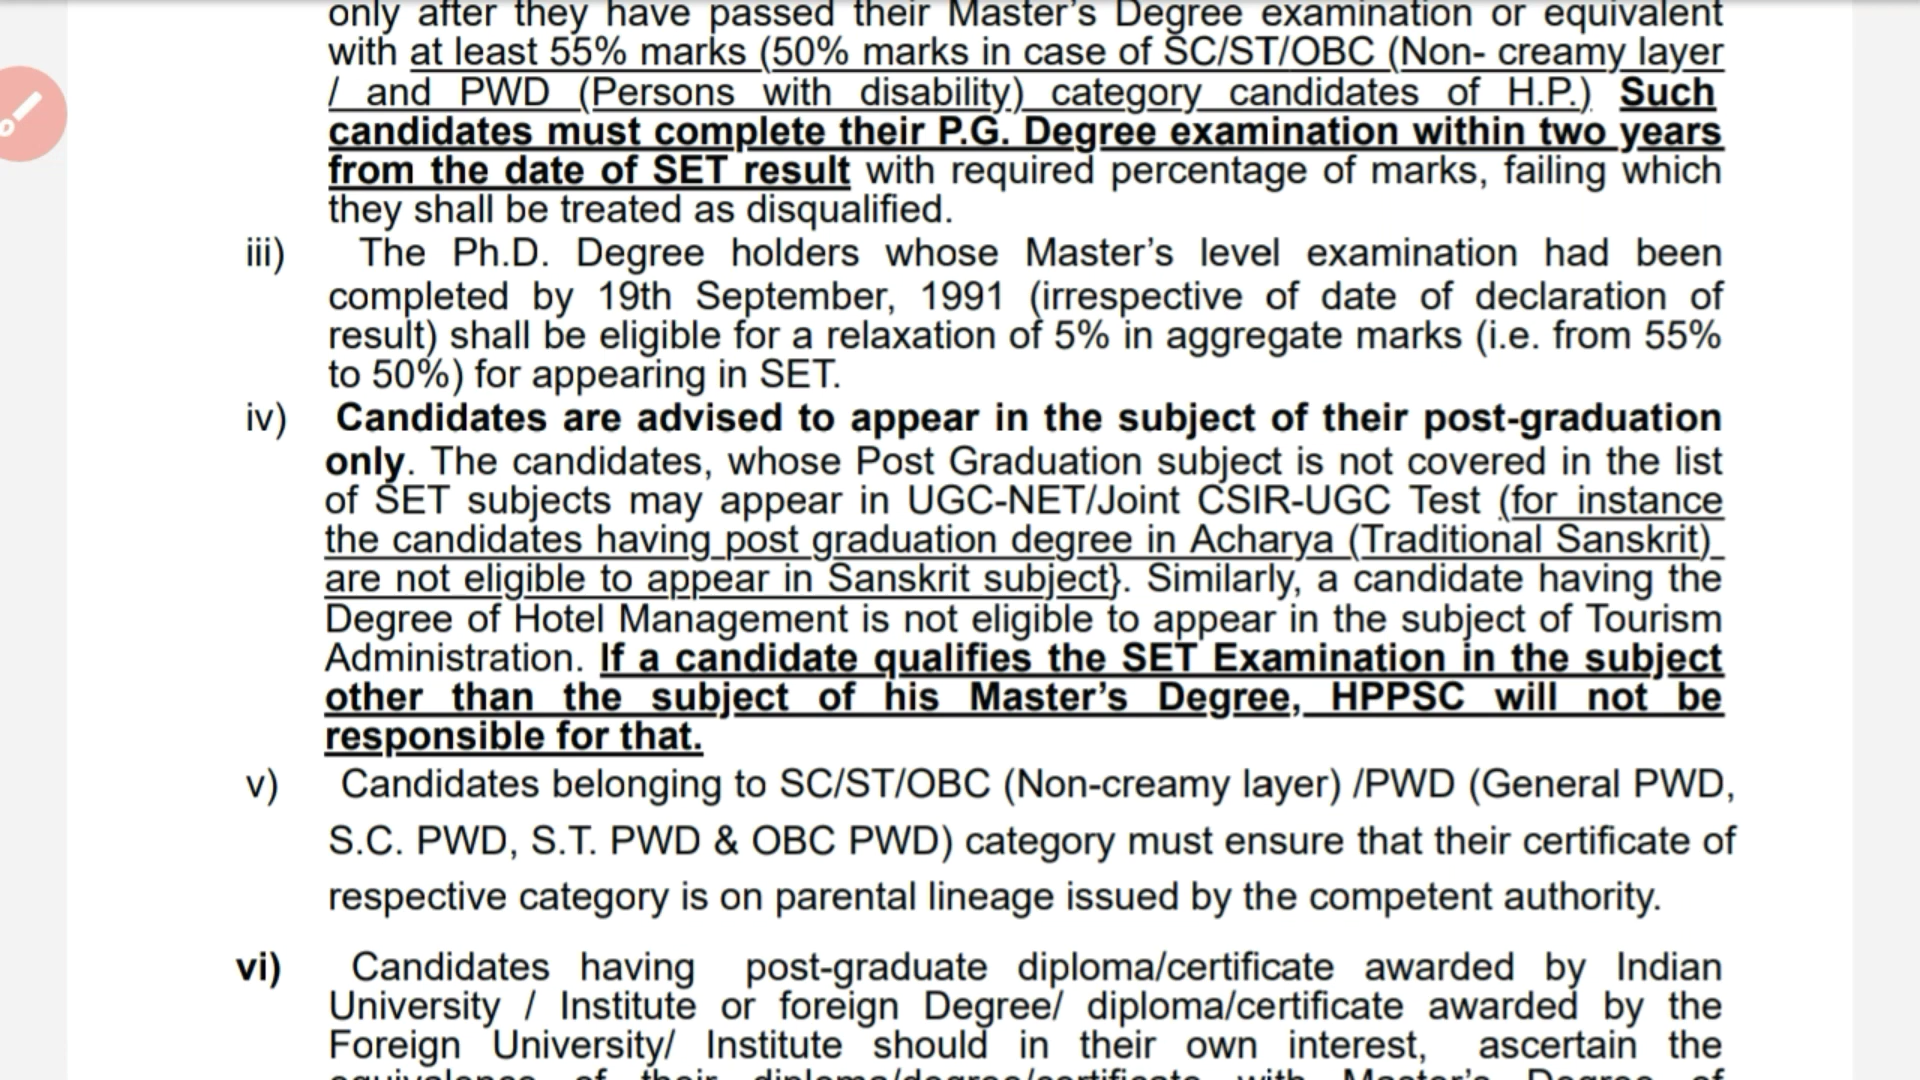 only after they have passed their Master's Degree examination or equivalent
with at least 55% marks (50% marks in case of SC/ST/OBC (Non- creamy layer
/ and PWD (Persons with disability) category candidates of H.P.) Such
candidates must complete their P.G. Degree examination within two years
from the date of SET result with required percentage of marks, failing which
they shall be treated as disqualified.
iii) The Ph.D. Degree holders whose Master's level examination had been
completed by 19th September, 1991 (irrespective of date of declaration of
result) shall be eligible for a relaxation of 5% in aggregate marks (i.e. from 55%
to 50%) for appearing in SET.
iv) Candidates are advised to appear in the subject of their post-graduation
only. The candidates, whose Post Graduation subject is not covered in the list
of SET subjects may appear in UGC-NET/Joint CSIR-UGC Test (for instance
the candidates having post graduation degree in Acharya (Traditional Sanskrit)
are not eligible to appear in Sanskrit subject}. Similarly, a candidate having the
Degree of Hotel Management is not eligible to appear in the subject of Tourism
Administration. If a candidate qualifies the SET Examination in the subject
other than the subject of his Master's Degree, HPPSC will not be
responsible for that.
v) Candidates belonging to SC/ST/OBC (Non-creamy layer) /PWD (General PWD,
S.C. PWD, S.T. PWD & OBC PWD) category must ensure that their certificate of
respective category is on parental lineage issued by the competent authority.
vi) Candidates having post-graduate diploma/certificate awarded by Indian
University / Institute or foreign Degree/ diploma/certificate awarded by the
Foreign University/ Institute should in their own interest, ascertain the
equivalence of their diploma/degree/certificate with Master's Degree of